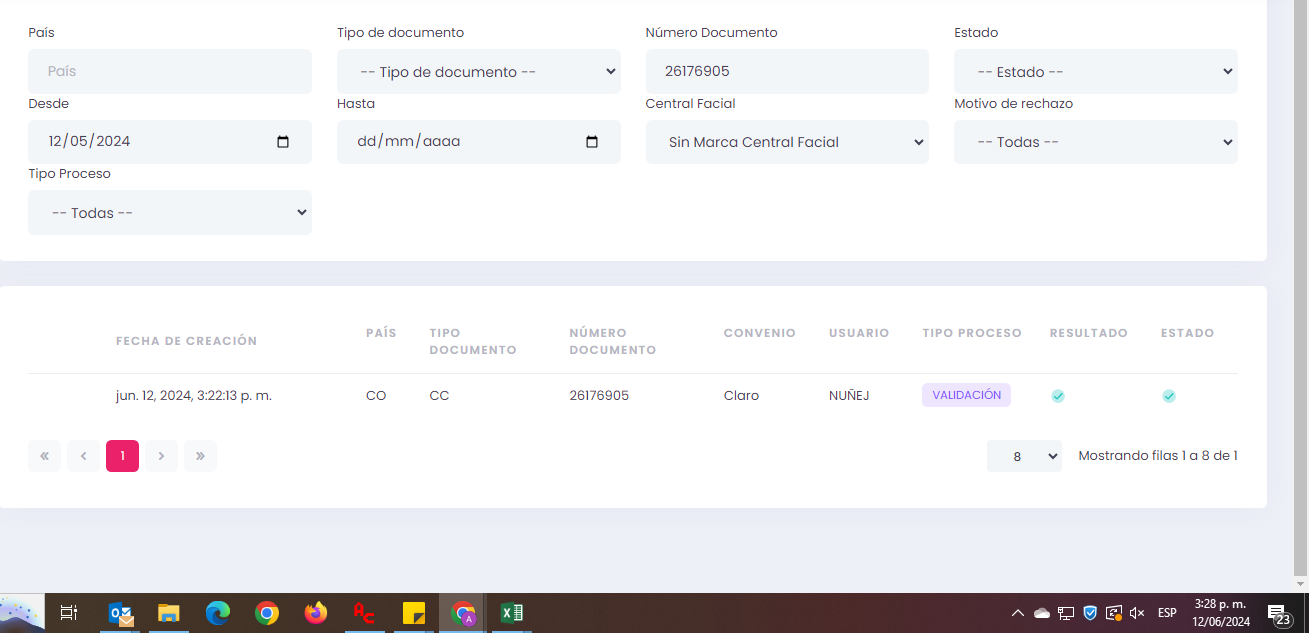 País Tipo de documento Número Documento Estado
País -- Tipo de documento -- 26176905 -- Estado --
Desde Hasta Central Facial Motivo de rechazo
12/05/2024 dd/mm/aaaa Sin Marca Central Facial -- Todas --
Tipo Proceso
-- Todas --
FECHA DE CREACIÓN PAÍS TIPO DOCUMENTO NÚMERO DOCUMENTO CONVENIO USUARIO TIPO PROCESO RESULTADO ESTADO
jun. 12, 2024, 3:22:13 p. m. CO CC 26176905 Claro NUÑEJ VALIDACIÓN
« ‹ 1 › » 8 Mostrando filas 1 a 8 de 1
ESP 3:28 p. m.
12/06/2024 23